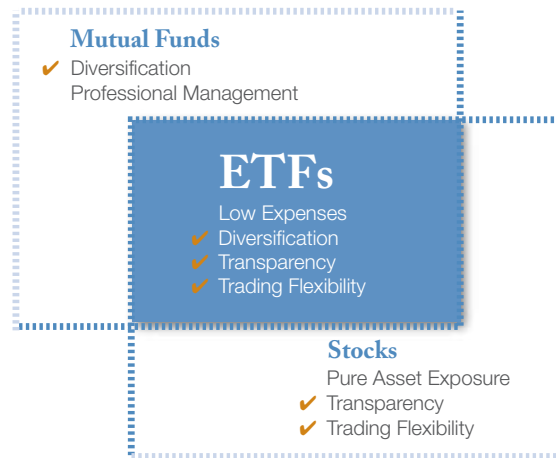 Mutual Funds
✔ Diversification
Professional Management
ETFs
Low Expenses
✔ Diversification
✔ Transparency
✔ Trading Flexibility
Stocks
Pure Asset Exposure
✔ Transparency
✔ Trading Flexibility